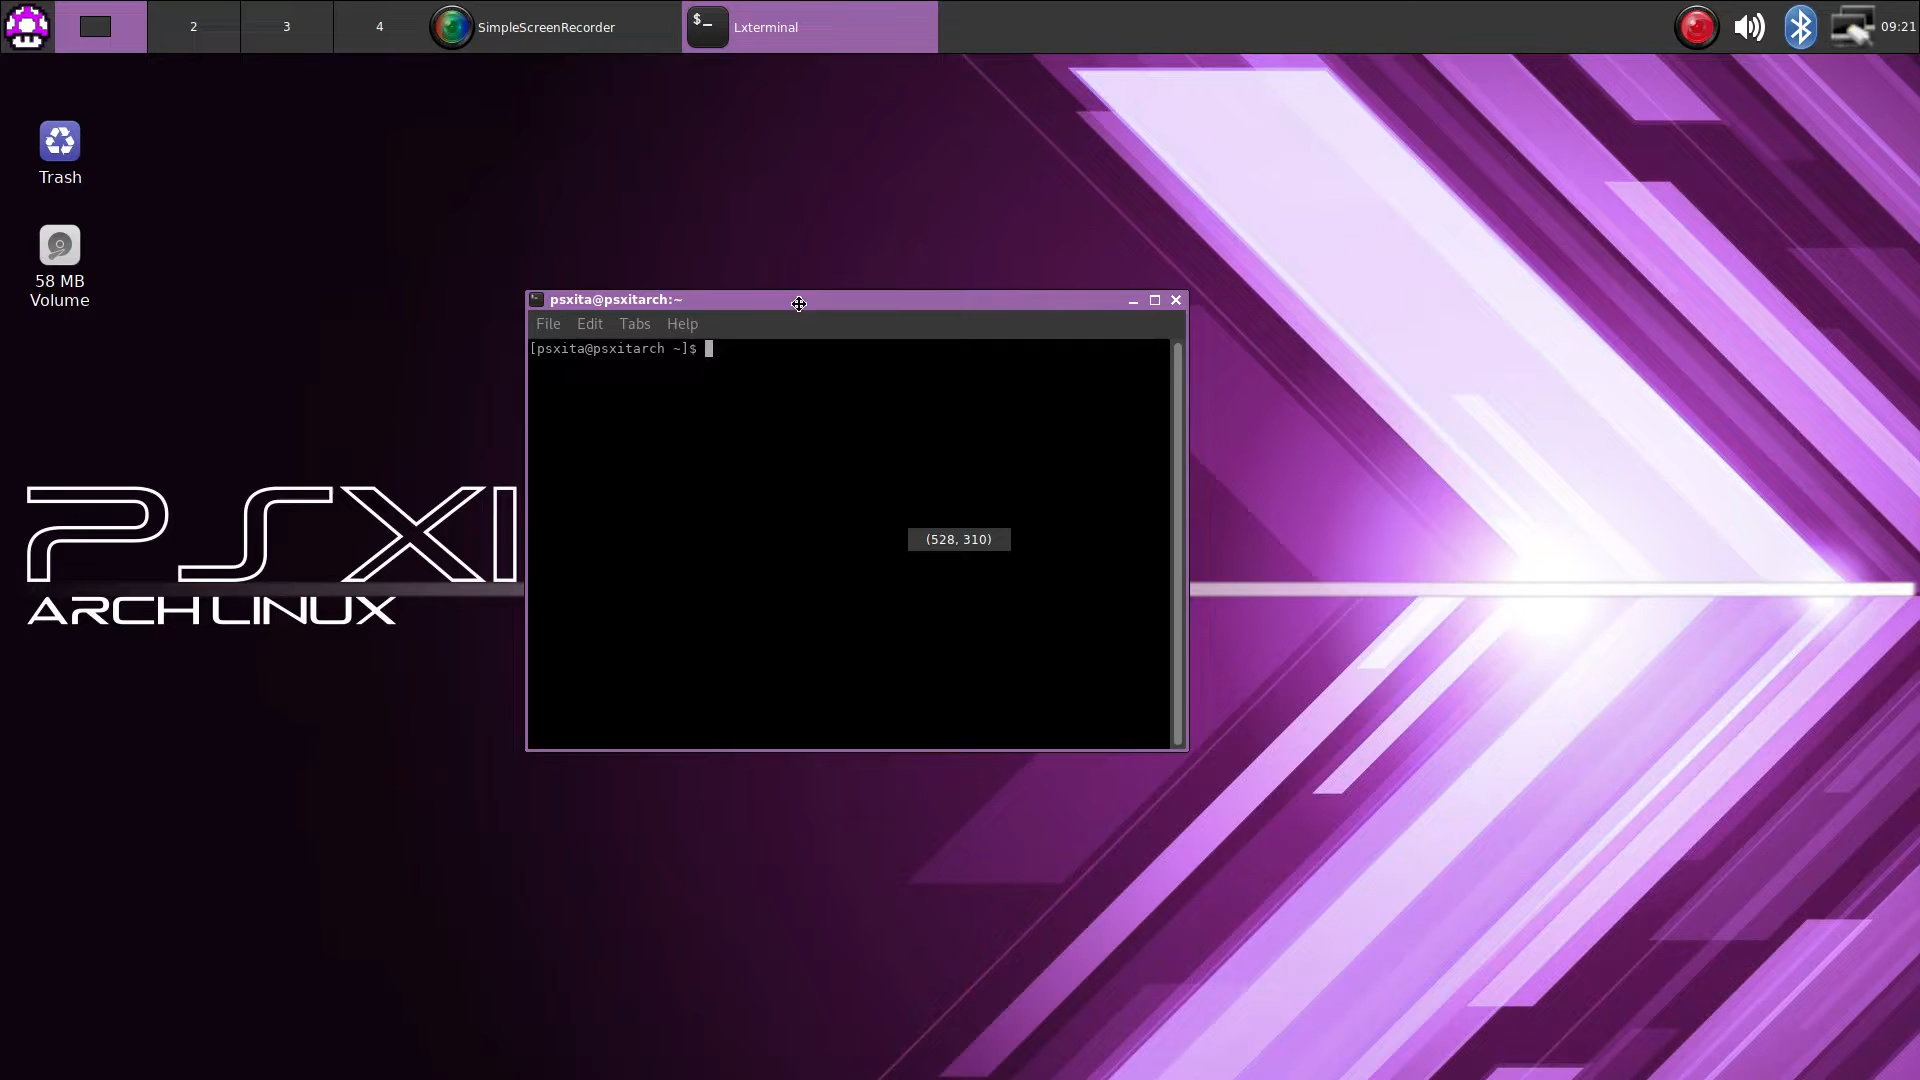 2 3 4 SimpleScreenRecorder $_ Lxterminal 09:21
Trash
58 MB
Volume
psxita@psxitarch:~
File Edit Tabs Help
[psxita@psxitarch ~]$
(528, 310)
PSXI
ARCH LINUX